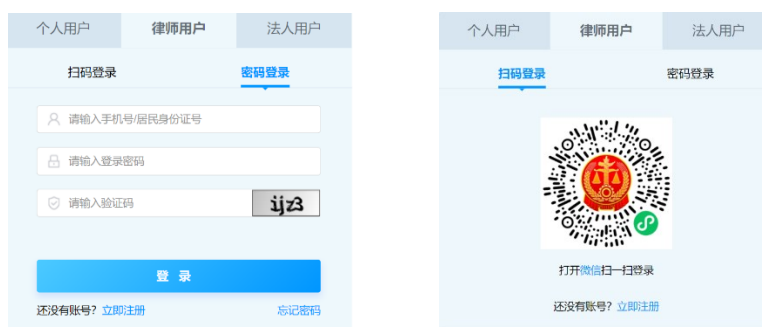 个人用户 律师用户 法人用户
扫码登录 密码登录
请输入手机号/居民身份证号
请输入登录密码
请输入验证码 ijz3
登 录
还没有账号? 立即注册 忘记密码
个人用户 律师用户 法人用户
扫码登录 密码登录
打开微信扫一扫登录
还没有账号? 立即注册